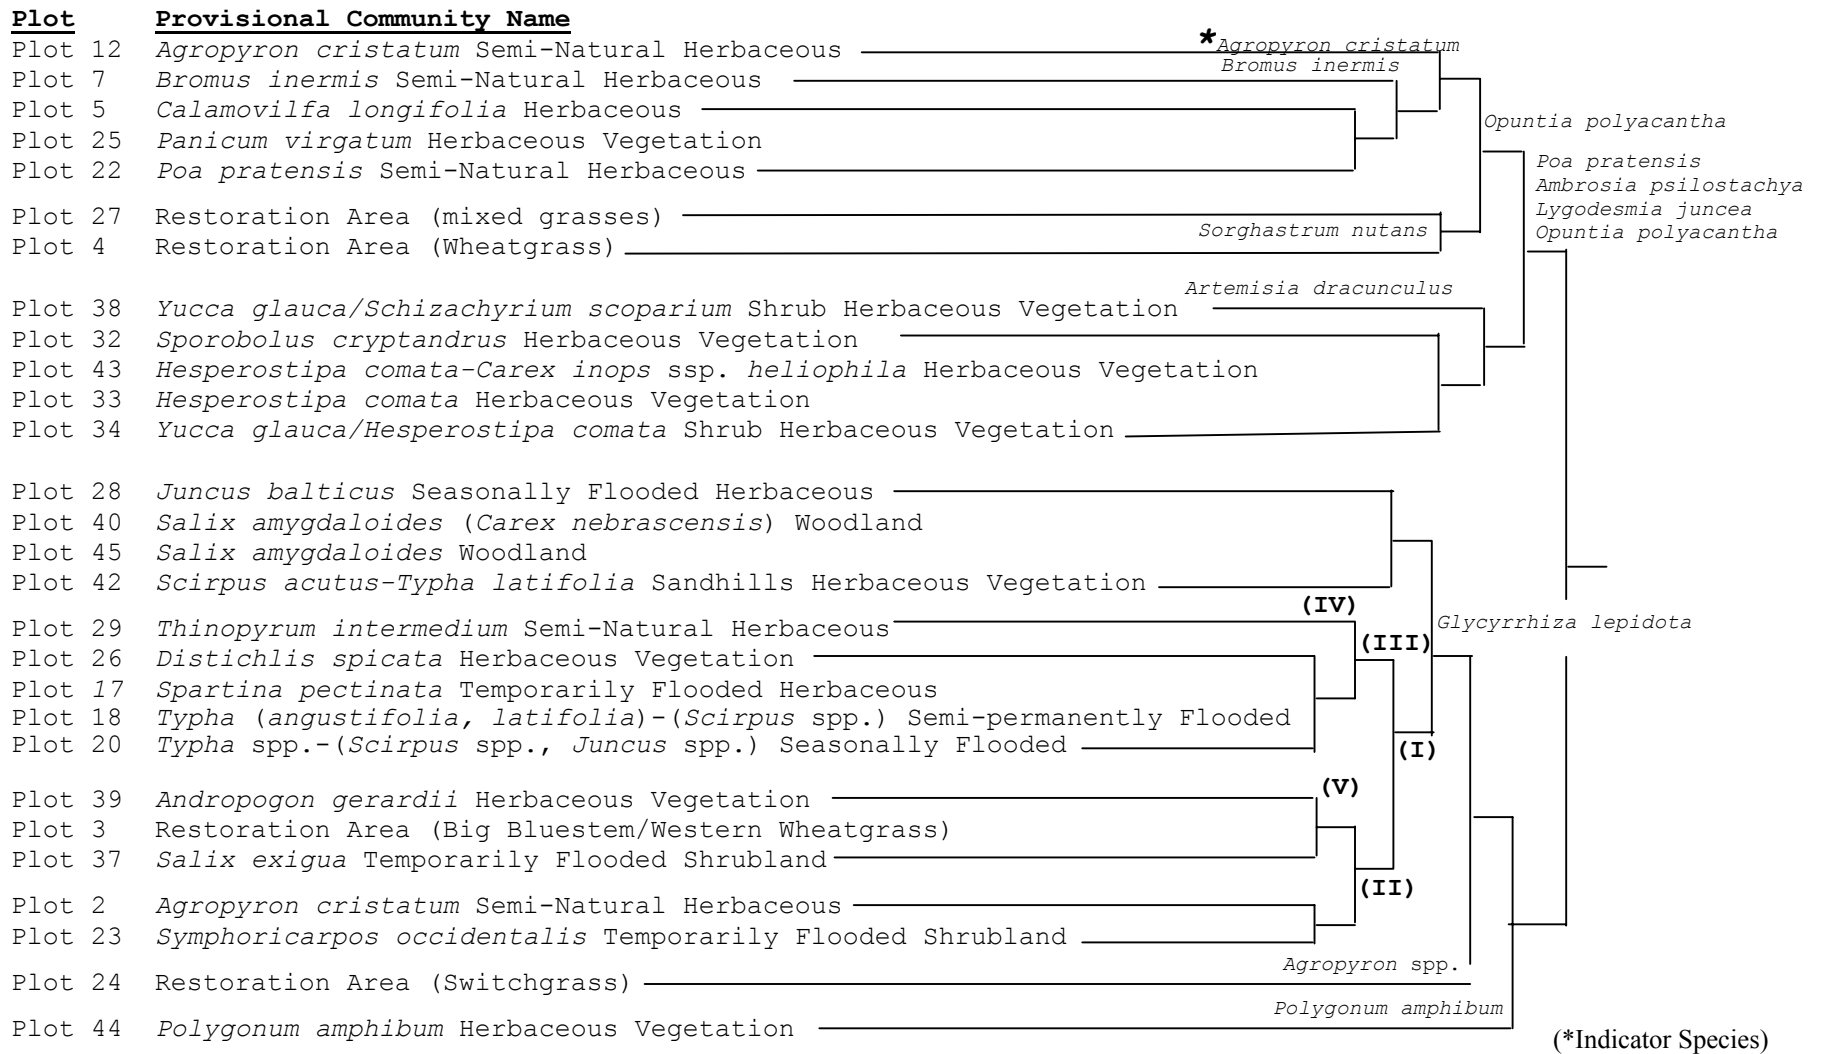 Plot Provisional Community Name
Plot 12 Agropyron cristatum Semi-Natural Herbaceous
*Agropyron cristatum
Plot 7 Bromus inermis Semi-Natural Herbaceous
Bromus inermis
Plot 5 Calamovilfa longifolia Herbaceous
Opuntia polyacantha
Plot 25 Panicum virgatum Herbaceous Vegetation
Plot 22 Poa pratensis Semi-Natural Herbaceous
Poa pratensis
Ambrosia psilostachya
Lygodesmia juncea
Opuntia polyacantha
Plot 27 Restoration Area (mixed grasses)
Sorghastrum nutans
Plot 4 Restoration Area (Wheatgrass)
Artemisia dracunculus
Plot 38 Yucca glauca/Schizachyrium scoparium Shrub Herbaceous Vegetation
Plot 32 Sporobolus cryptandrus Herbaceous Vegetation
Plot 43 Hesperostipa comata-Carex inops ssp. heliophila Herbaceous Vegetation
Plot 33 Hesperostipa comata Herbaceous Vegetation
Plot 34 Yucca glauca/Hesperostipa comata Shrub Herbaceous Vegetation
Plot 28 Juncus balticus Seasonally Flooded Herbaceous
Plot 40 Salix amygdaloides (Carex nebrascensis) Woodland
Plot 45 Salix amygdaloides Woodland
Plot 42 Scirpus acutus-Typha latifolia Sandhills Herbaceous Vegetation
(IV)
Glycyrrhiza lepidota
Plot 29 Thinopyrum intermedium Semi-Natural Herbaceous
(III)
Plot 26 Distichlis spicata Herbaceous Vegetation
Plot 17 Spartina pectinata Temporarily Flooded Herbaceous
Plot 18 Typha (angustifolia, latifolia)-(Scirpus spp.) Semi-permanently Flooded
Plot 20 Typha spp.-(Scirpus spp., Juncus spp.) Seasonally Flooded
(I)
(V)
Plot 39 Andropogon gerardii Herbaceous Vegetation
Plot 3 Restoration Area (Big Bluestem/Western Wheatgrass)
Plot 37 Salix exigua Temporarily Flooded Shrubland
(II)
Plot 2 Agropyron cristatum Semi-Natural Herbaceous
Plot 23 Symphoricarpos occidentalis Temporarily Flooded Shrubland
Agropyron spp.
Plot 24 Restoration Area (Switchgrass)
Polygonum amphibum
Plot 44 Polygonum amphibum Herbaceous Vegetation
(*Indicator Species)